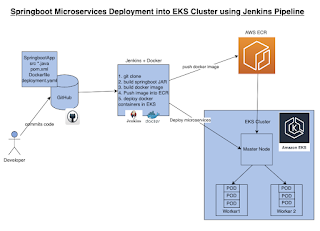 Springboot Microservices Deployment into EKS Cluster using Jenkins Pipeline
AWS ECR
SpringbootApp
src *.java
pom.xml
Dockerfile
deployment.yaml
GitHub
commits code
Developer
Jenkins + Docker
1. git clone
2. build springboot JAR
3. build docker image
4. Push image into ECR
5. deploy docker
containers in EKS
Jenkins
docker
push docker image
Deploy microservices
EKS Cluster
Amazon EKS
Master Node
POD
POD
POD
POD
POD
POD
Worker1
Worker 2